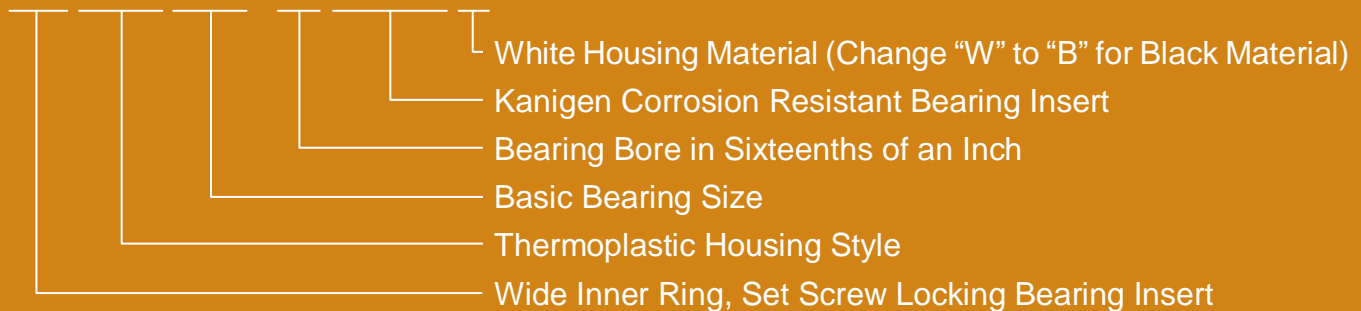 White Housing Material (Change “W” to “B” for Black Material)
Kanigen Corrosion Resistant Bearing Insert
Bearing Bore in Sixteenths of an Inch
Basic Bearing Size
Thermoplastic Housing Style
Wide Inner Ring, Set Screw Locking Bearing Insert